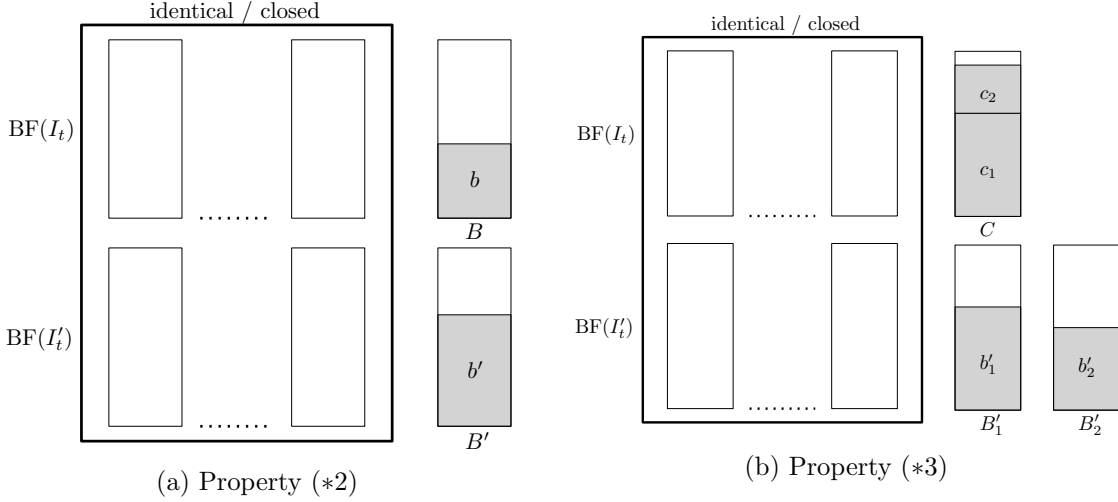 identical / closed
BF(I_t)
b
B
BF(I'_t)
b'
B'
(a) Property (∗2)
identical / closed
BF(I_t)
c_2
c_1
C
BF(I'_t)
b'_1
b'_2
B'_1
B'_2
(b) Property (∗3)